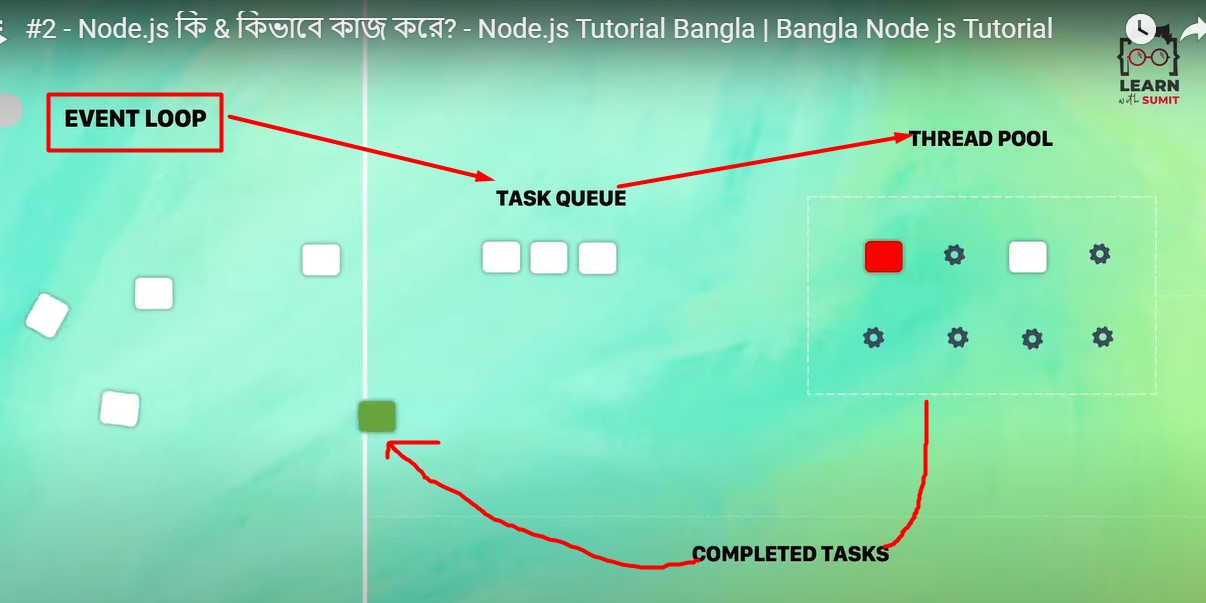 #2 - Node.js কি & কিভাবে কাজ করে? - Node.js Tutorial Bangla | Bangla Node js Tutorial
LEARN
with SUMIT
EVENT LOOP
THREAD POOL
TASK QUEUE
COMPLETED TASKS